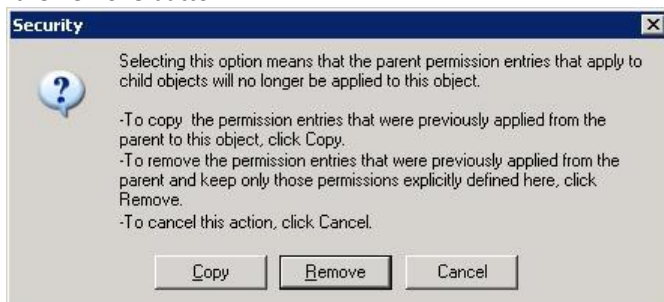 Security
Selecting this option means that the parent permission entries that apply to
child objects will no longer be applied to this object.
-To copy the permission entries that were previously applied from the
parent to this object, click Copy.
-To remove the permission entries that were previously applied from the
parent and keep only those permissions explicitly defined here, click
Remove.
-To cancel this action, click Cancel.
Copy Remove Cancel